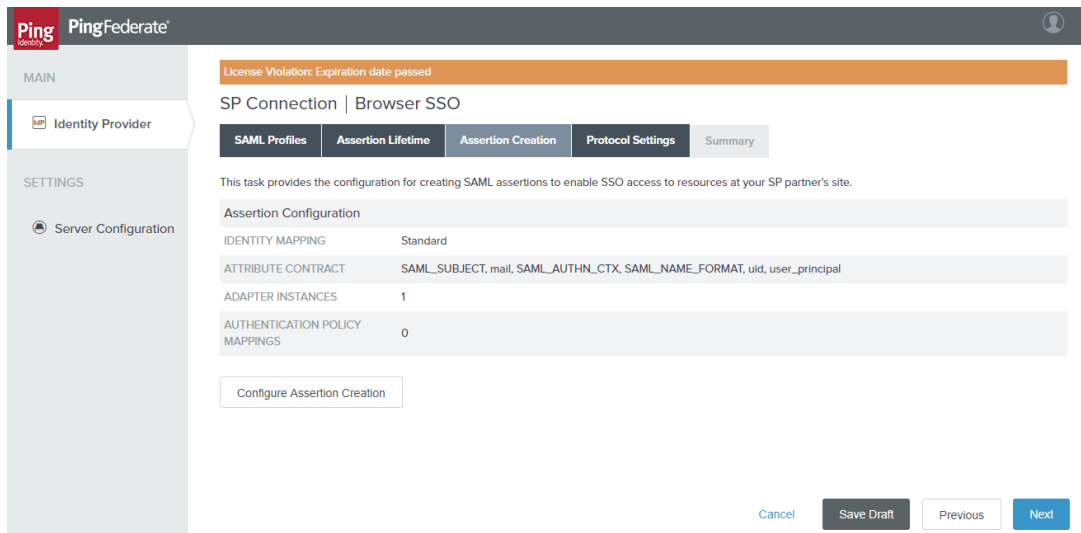 Ping
Identity.
PingFederate®
MAIN
IdP
Identity Provider
SETTINGS
Server Configuration
License Violation: Expiration date passed
SP Connection | Browser SSO
SAML Profiles
Assertion Lifetime
Assertion Creation
Protocol Settings
Summary
This task provides the configuration for creating SAML assertions to enable SSO access to resources at your SP partner's site.
Assertion Configuration
IDENTITY MAPPING Standard
ATTRIBUTE CONTRACT SAML_SUBJECT, mail, SAML_AUTHN_CTX, SAML_NAME_FORMAT, uid, user_principal
ADAPTER INSTANCES 1
AUTHENTICATION POLICY
MAPPINGS 0
Configure Assertion Creation
Cancel
Save Draft
Previous
Next